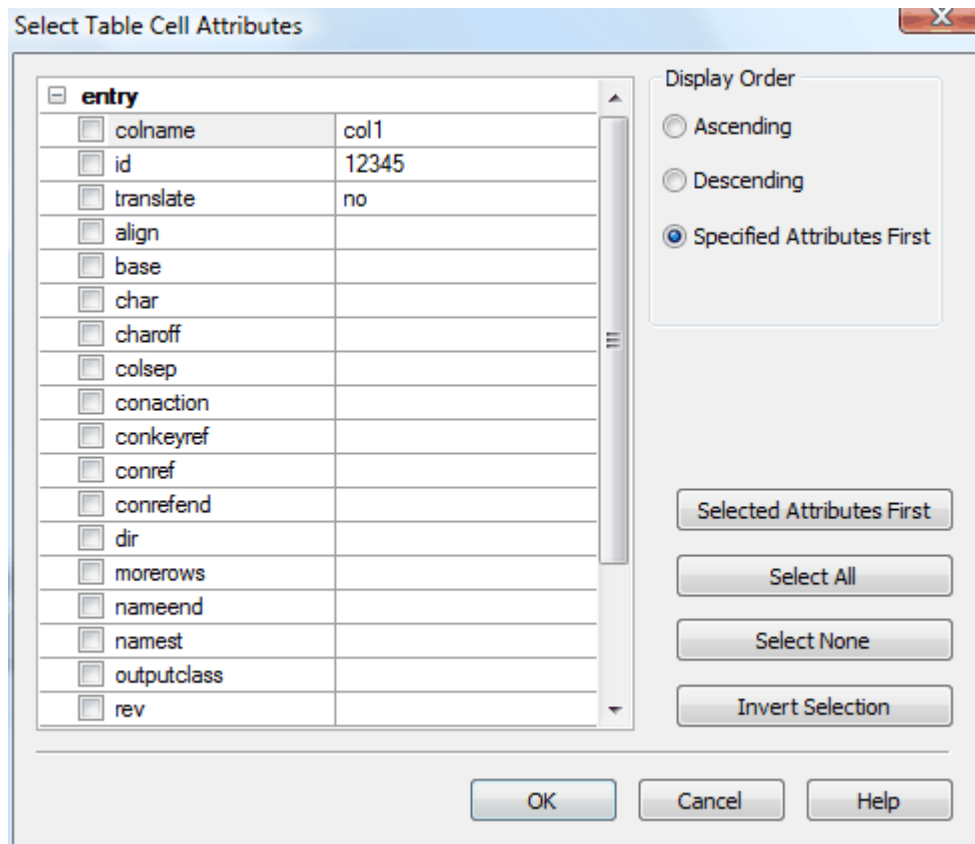 Select Table Cell Attributes
entry
colname col1
id 12345
translate no
align
base
char
charoff
colsep
conaction
conkeyref
conref
conrefend
dir
morerows
nameend
namest
outputclass
rev
Display Order
Ascending
Descending
Specified Attributes First
Selected Attributes First
Select All
Select None
Invert Selection
OK Cancel Help